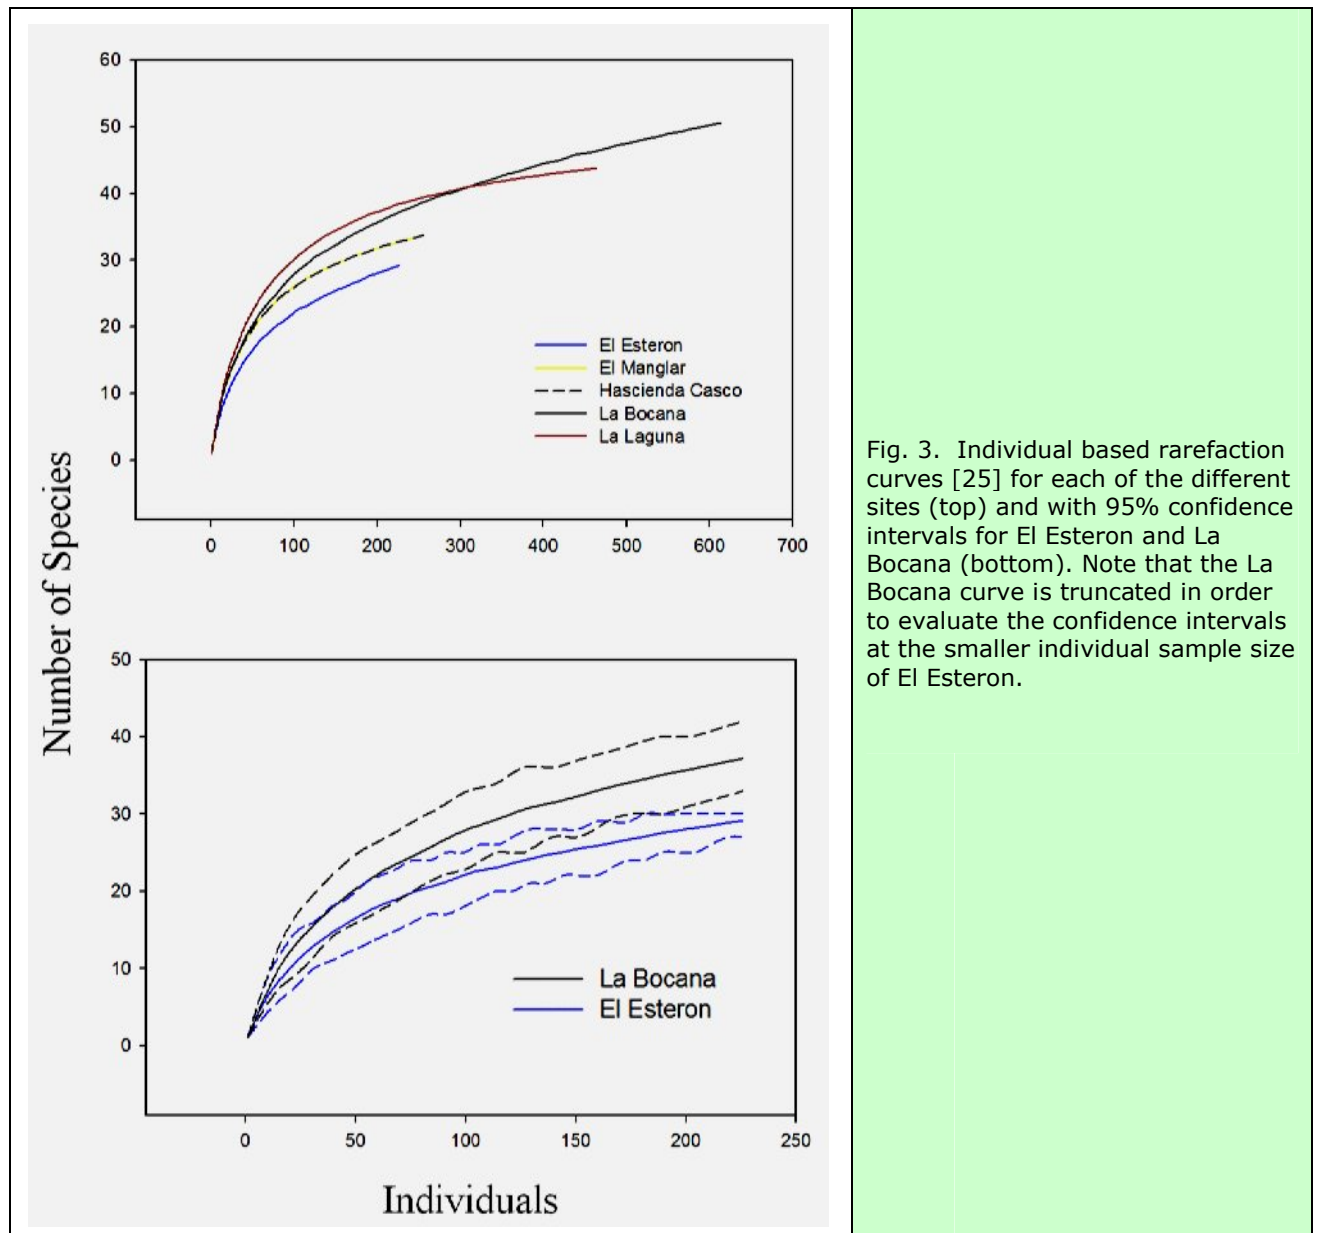 60
50
40
30
20
10
0
El Esteron
El Manglar
Hascienda Casco
La Bocana
La Laguna
0 100 200 300 400 500 600 700
Number of Species
50
40
30
20
10
0
La Bocana
El Esteron
0 50 100 150 200 250
Individuals
Fig. 3. Individual based rarefaction
curves [25] for each of the different
sites (top) and with 95% confidence
intervals for El Esteron and La
Bocana (bottom). Note that the La
Bocana curve is truncated in order
to evaluate the confidence intervals
at the smaller individual sample size
of El Esteron.